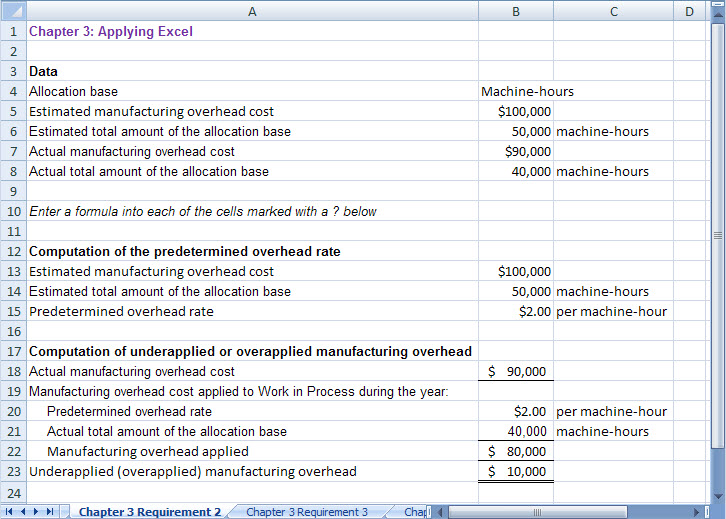 A B C D
1 Chapter 3: Applying Excel
2
3 Data
4 Allocation base Machine-hours
5 Estimated manufacturing overhead cost $100,000
6 Estimated total amount of the allocation base 50,000 machine-hours
7 Actual manufacturing overhead cost $90,000
8 Actual total amount of the allocation base 40,000 machine-hours
9
10 Enter a formula into each of the cells marked with a ? below
11
12 Computation of the predetermined overhead rate
13 Estimated manufacturing overhead cost $100,000
14 Estimated total amount of the allocation base 50,000 machine-hours
15 Predetermined overhead rate $2.00 per machine-hour
16
17 Computation of underapplied or overapplied manufacturing overhead
18 Actual manufacturing overhead cost $ 90,000
19 Manufacturing overhead cost applied to Work in Process during the year:
20 Predetermined overhead rate $2.00 per machine-hour
21 Actual total amount of the allocation base 40,000 machine-hours
22 Manufacturing overhead applied $ 80,000
23 Underapplied (overapplied) manufacturing overhead $ 10,000
24
Chapter 3 Requirement 2 Chapter 3 Requirement 3 Chap